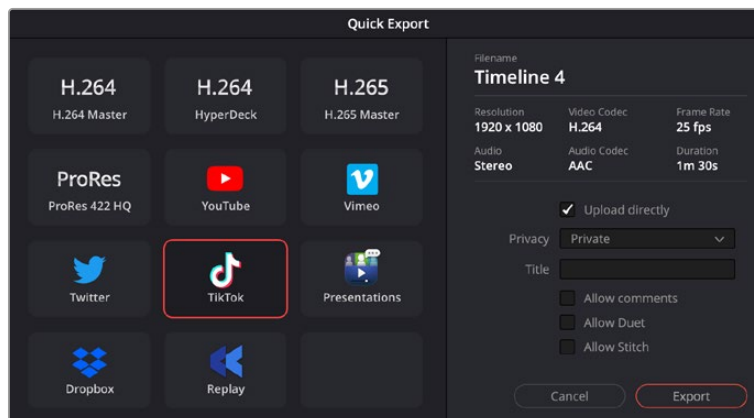 Quick Export
H.264
H.264 Master
H.264
HyperDeck
H.265
H.265 Master
ProRes
ProRes 422 HQ
YouTube
Vimeo
Twitter
TikTok
Presentations
Dropbox
Replay
Filename
Timeline 4
Resolution
1920 x 1080
Video Codec
H.264
Frame Rate
25 fps
Audio
Stereo
Audio Codec
AAC
Duration
1m 30s
Upload directly
Privacy Private
Title
Allow comments
Allow Duet
Allow Stitch
Cancel Export